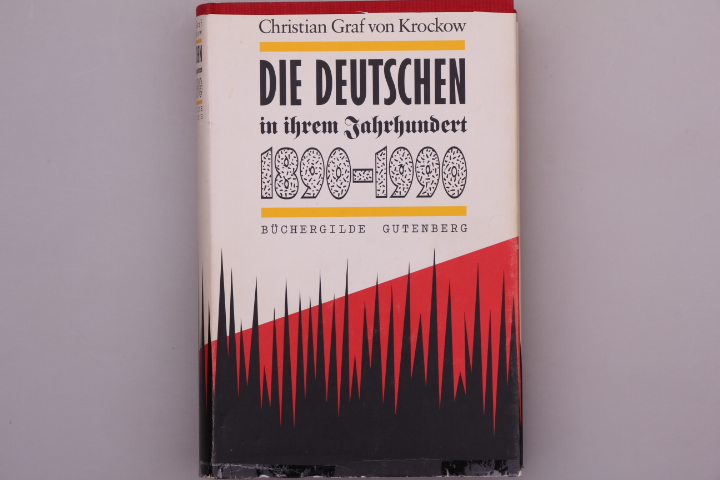 Christian Graf von Krockow
DIE DEUTSCHEN
in ihrem Jahrhundert
1890–1990
BÜCHERGILDE GUTENBERG